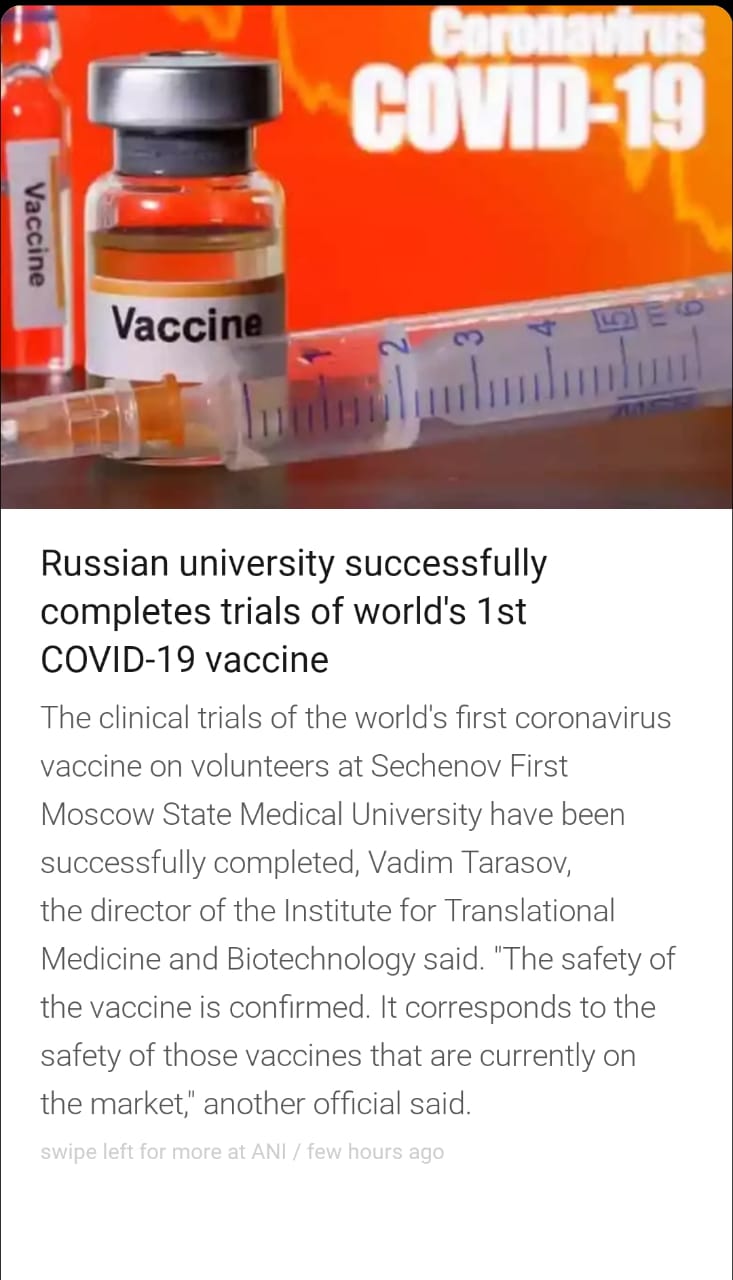 Coronavirus
COVID-19
Vaccine
Vaccine
1 2 3 4 5 m 6
Russian university successfully
completes trials of world's 1st
COVID-19 vaccine
The clinical trials of the world's first coronavirus
vaccine on volunteers at Sechenov First
Moscow State Medical University have been
successfully completed, Vadim Tarasov,
the director of the Institute for Translational
Medicine and Biotechnology said. "The safety of
the vaccine is confirmed. It corresponds to the
safety of those vaccines that are currently on
the market," another official said.
swipe left for more at ANI / few hours ago